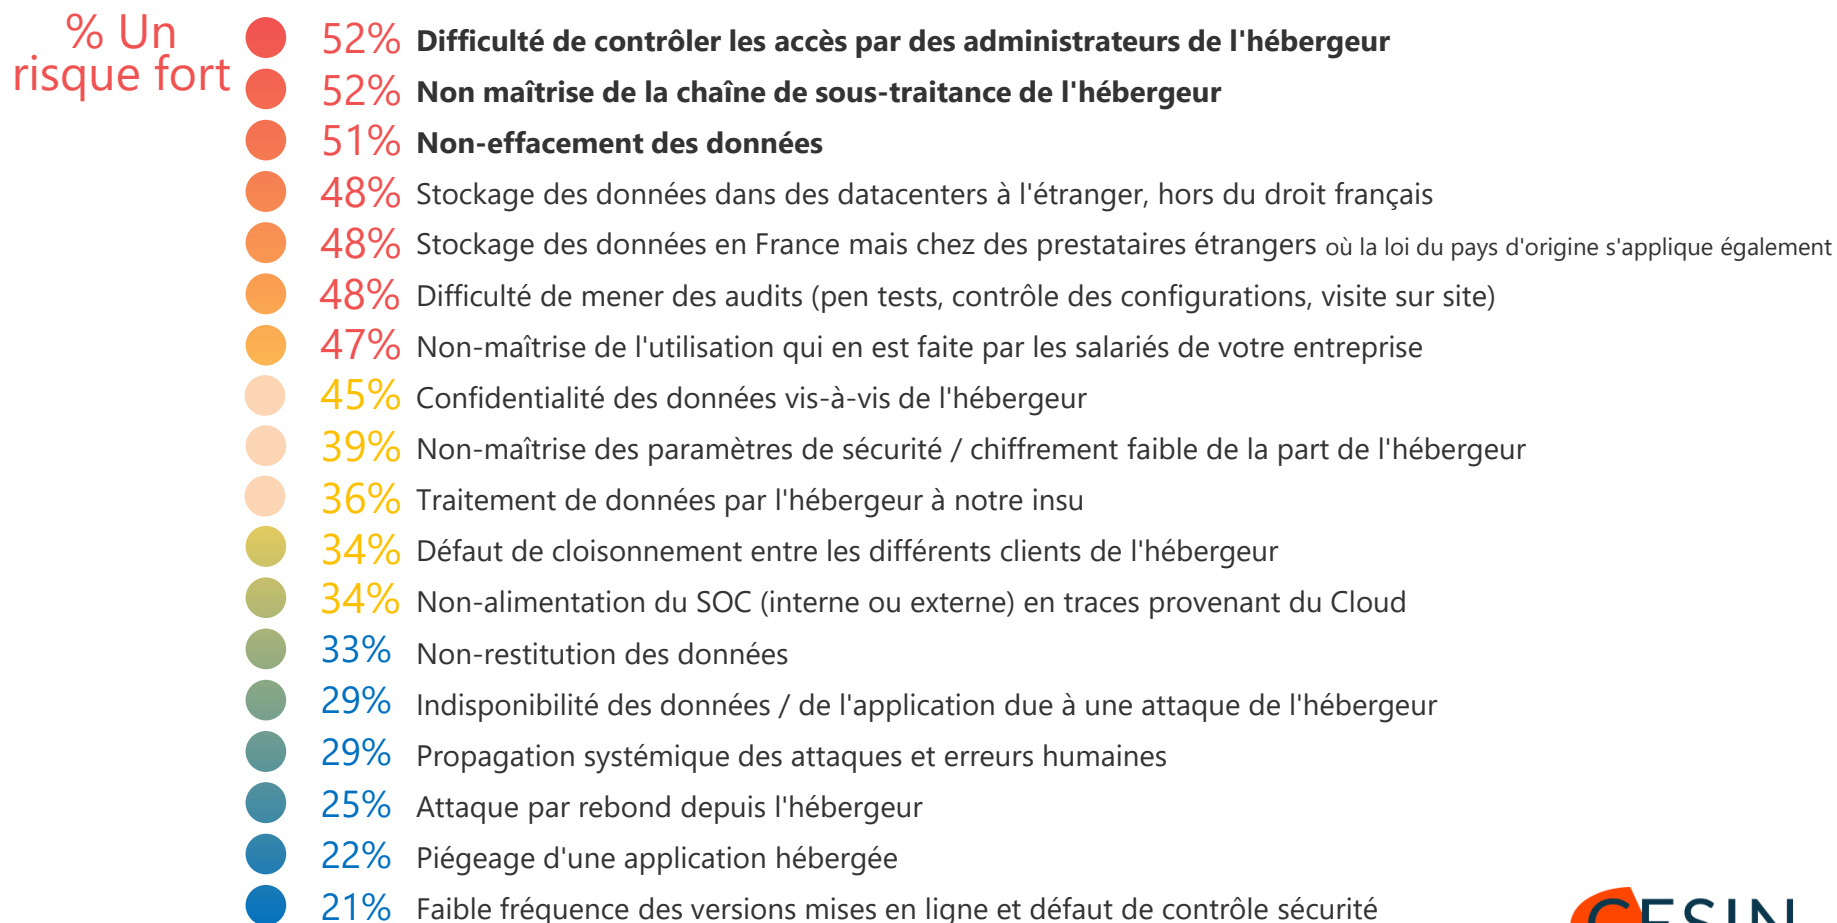 % Un
risque fort
52% Difficulté de contrôler les accès par des administrateurs de l'hébergeur
52% Non maîtrise de la chaîne de sous-traitance de l'hébergeur
51% Non-effacement des données
48% Stockage des données dans des datacenters à l'étranger, hors du droit français
48% Stockage des données en France mais chez des prestataires étrangers où la loi du pays d'origine s'applique également
48% Difficulté de mener des audits (pen tests, contrôle des configurations, visite sur site)
47% Non-maîtrise de l'utilisation qui en est faite par les salariés de votre entreprise
45% Confidentialité des données vis-à-vis de l'hébergeur
39% Non-maîtrise des paramètres de sécurité / chiffrement faible de la part de l'hébergeur
36% Traitement de données par l'hébergeur à notre insu
34% Défaut de cloisonnement entre les différents clients de l'hébergeur
34% Non-alimentation du SOC (interne ou externe) en traces provenant du Cloud
33% Non-restitution des données
29% Indisponibilité des données / de l'application due à une attaque de l'hébergeur
29% Propagation systémique des attaques et erreurs humaines
25% Attaque par rebond depuis l'hébergeur
22% Piégeage d'une application hébergée
21% Faible fréquence des versions mises en ligne et défaut de contrôle sécurité
CESIN